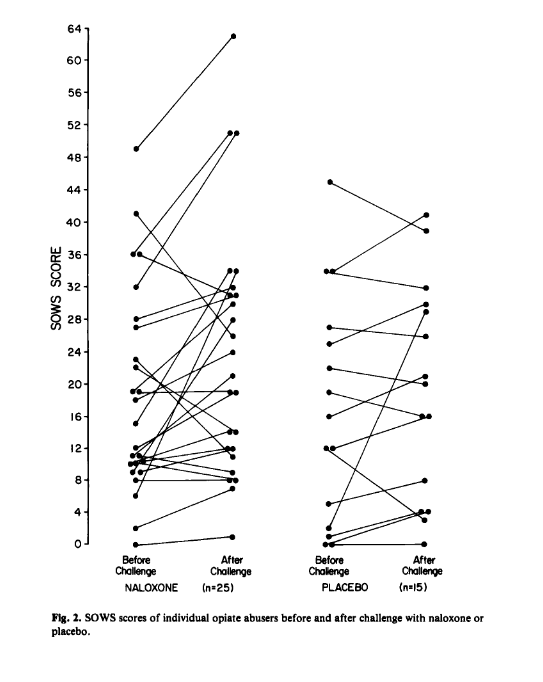 64
60
56
52
48
44
40
36
32
28
24
20
16
12
8
4
0
SOWS SCORE
Before Challenge
After Challenge
NALOXONE (n=25)
Before Challenge
After Challenge
PLACEBO (n=15)
Fig. 2. SOWS scores of individual opiate abusers before and after challenge with naloxone or
placebo.